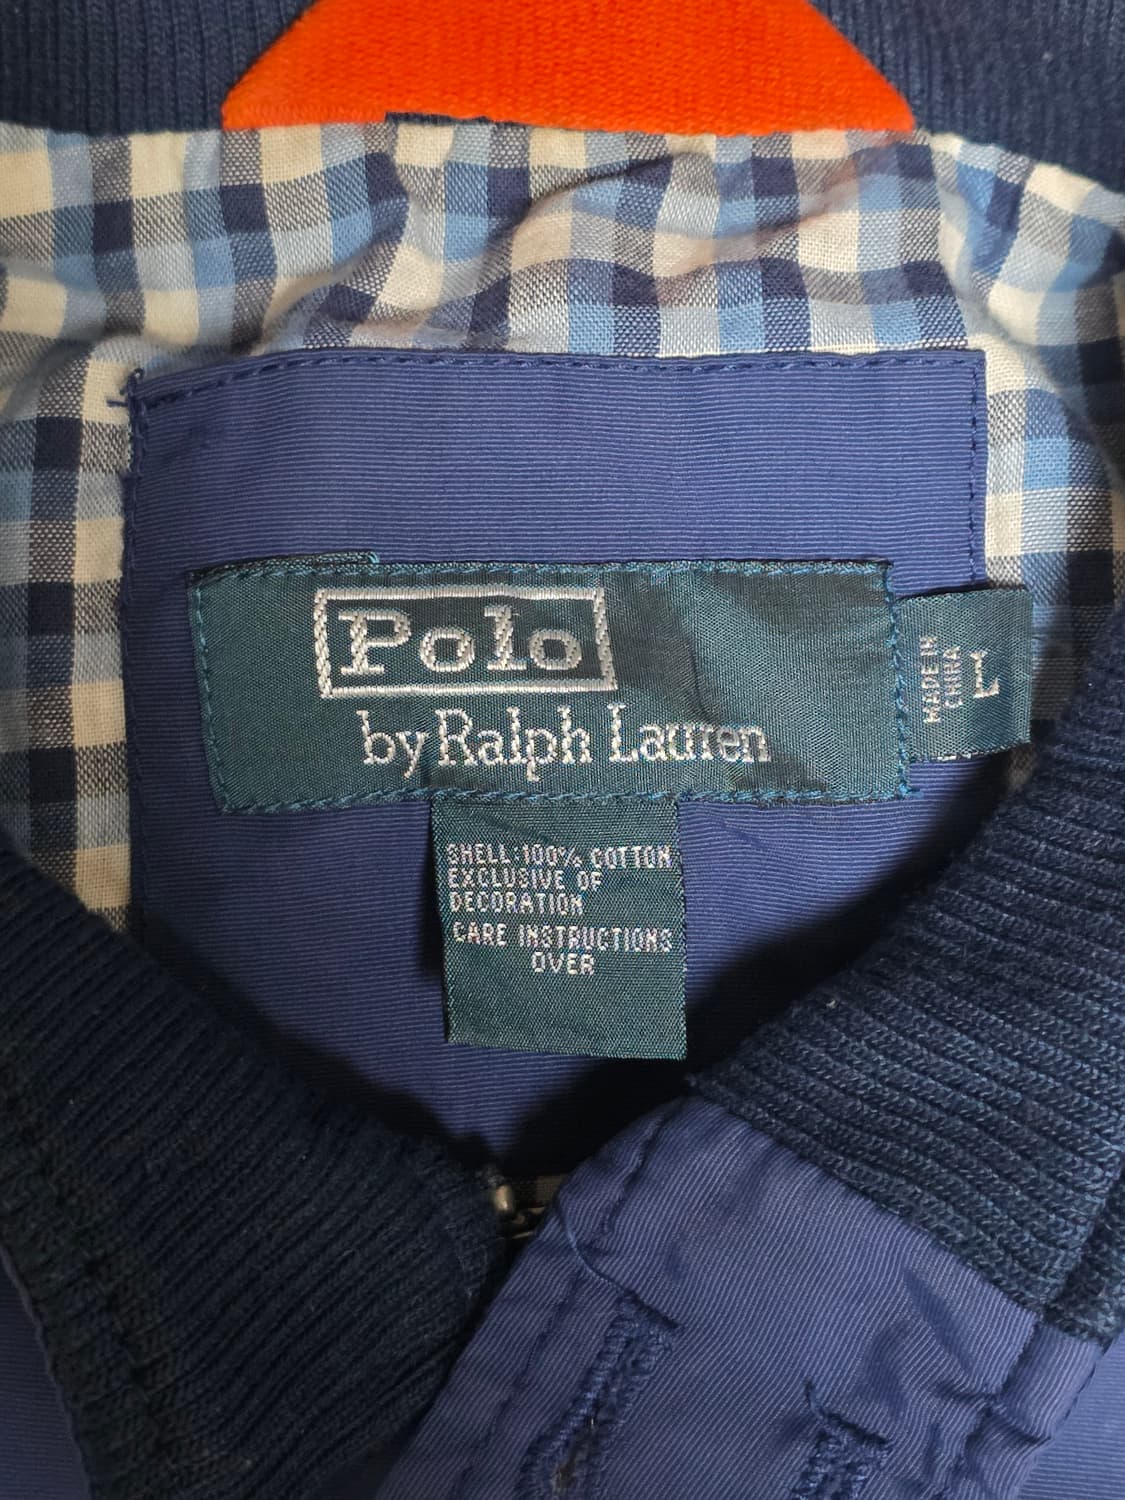 Polo
by Ralph Lauren
MADE IN
CHINA
L
SHELL:100% COTTON
EXCLUSIVE OF
DECORATION
CARE INSTRUCTIONS
OVER